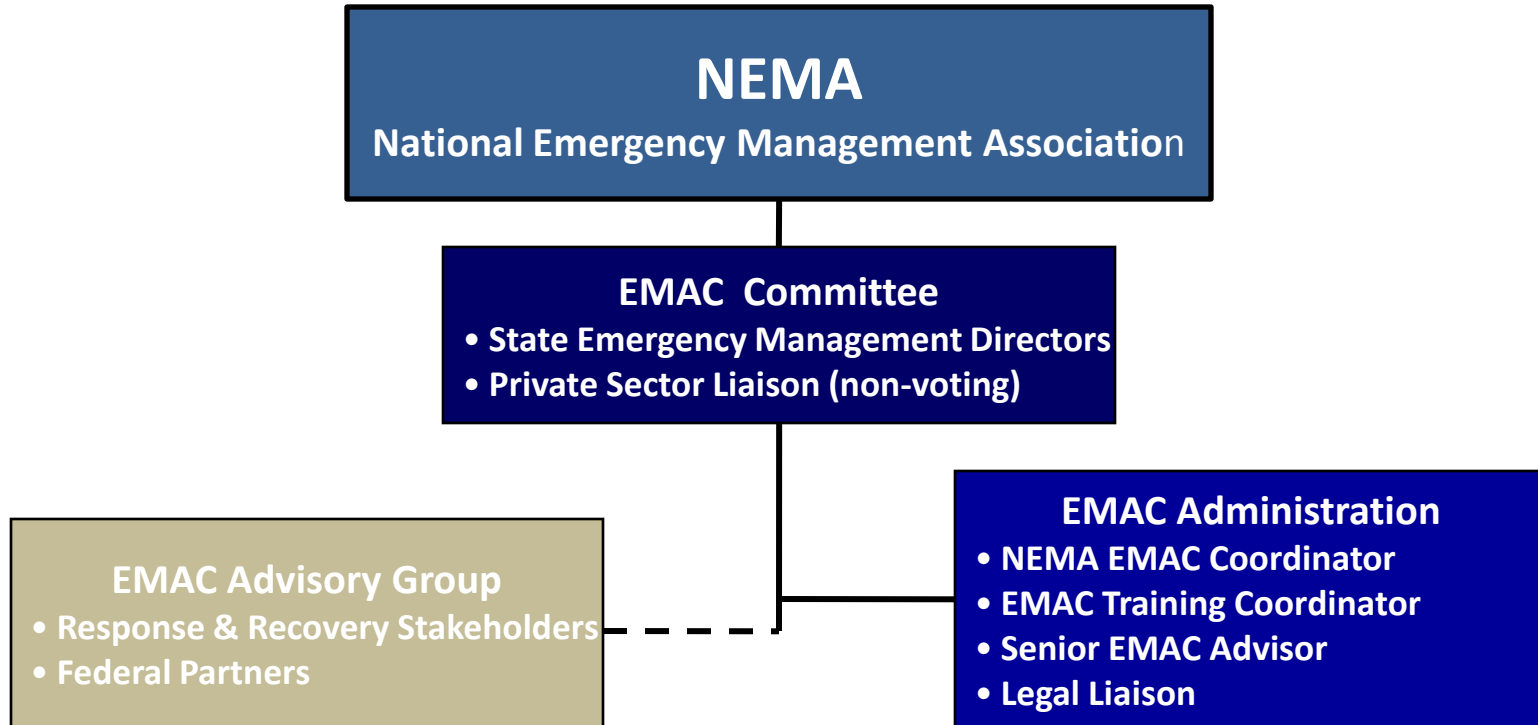 NEMA
National Emergency Management Association
EMAC Committee
• State Emergency Management Directors
• Private Sector Liaison (non-voting)
EMAC Advisory Group
• Response & Recovery Stakeholders
• Federal Partners
EMAC Administration
• NEMA EMAC Coordinator
• EMAC Training Coordinator
• Senior EMAC Advisor
• Legal Liaison